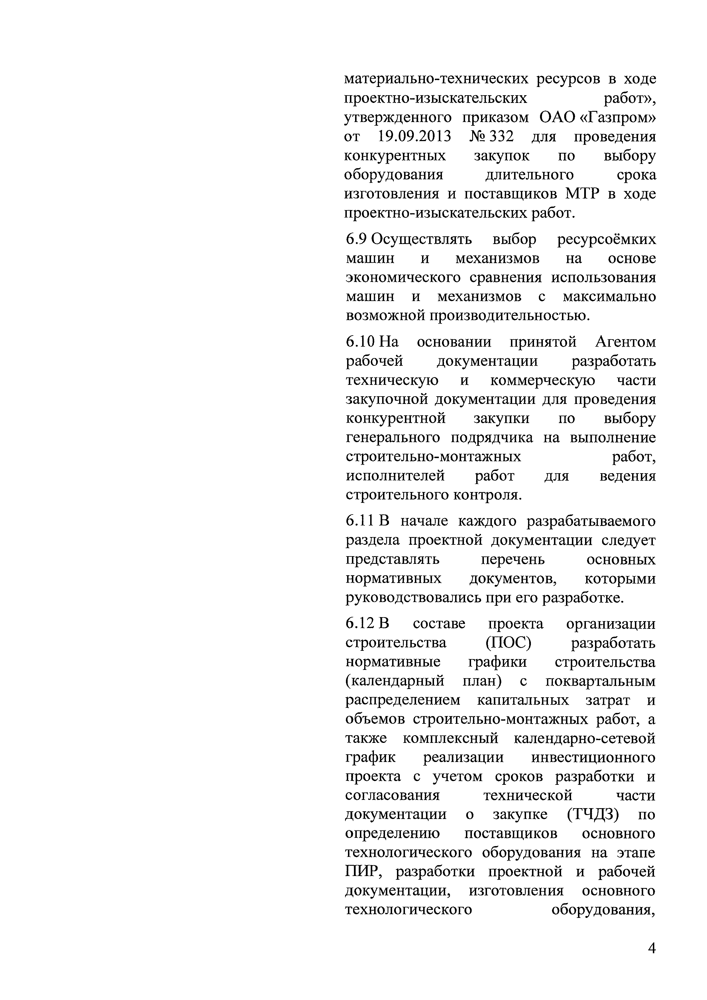 материально-технических ресурсов в ходе
проектно-изыскательских работ»,
утвержденного приказом ОАО «Газпром»
от 19.09.2013 № 332 для проведения
конкурентных закупок по выбору
оборудования длительного срока
изготовления и поставщиков МТР в ходе
проектно-изыскательских работ.
6.9 Осуществлять выбор ресурсоёмких
машин и механизмов на основе
экономического сравнения использования
машин и механизмов с максимально
возможной производительностью.
6.10 На основании принятой Агентом
рабочей документации разработать
техническую и коммерческую части
закупочной документации для проведения
конкурентной закупки по выбору
генерального подрядчика на выполнение
строительно-монтажных работ,
исполнителей работ для ведения
строительного контроля.
6.11 В начале каждого разрабатываемого
раздела проектной документации следует
представлять перечень основных
нормативных документов, которыми
руководствовались при его разработке.
6.12 В составе проекта организации
строительства (ПОС) разработать
нормативные графики строительства
(календарный план) с поквартальным
распределением капитальных затрат и
объемов строительно-монтажных работ, а
также комплексный календарно-сетевой
график реализации инвестиционного
проекта с учетом сроков разработки и
согласования технической части
документации о закупке (ТЧДЗ) по
определению поставщиков основного
технологического оборудования на этапе
ПИР, разработки проектной и рабочей
документации, изготовления основного
технологического оборудования,
4